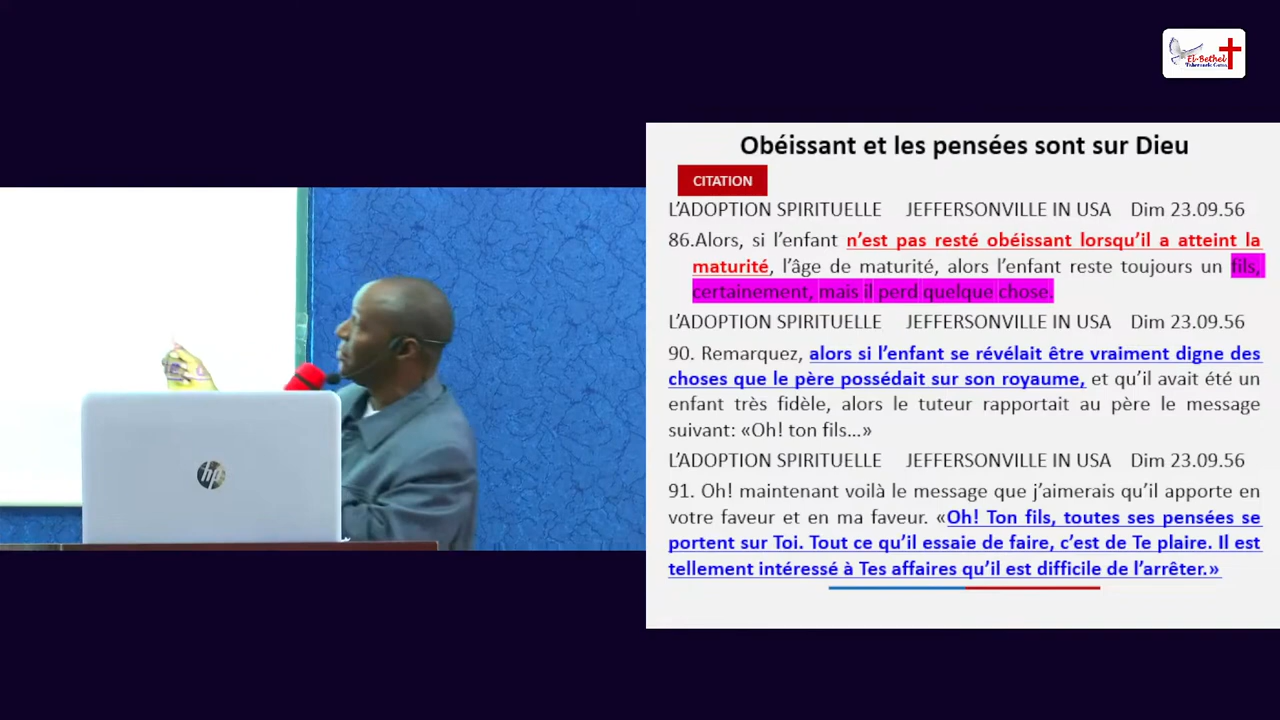 El-Bethel
Obéissant et les pensées sont sur Dieu
CITATION
L’ADOPTION SPIRITUELLE JEFFERSONVILLE IN USA Dim 23.09.56
86.Alors, si l’enfant n’est pas resté obéissant lorsqu’il a atteint la
maturité, l’âge de maturité, alors l’enfant reste toujours un fils,
certainement, mais il perd quelque chose.
L’ADOPTION SPIRITUELLE JEFFERSONVILLE IN USA Dim 23.09.56
90. Remarquez, alors si l’enfant se révélait être vraiment digne des
choses que le père possédait sur son royaume, et qu’il avait été un
enfant très fidèle, alors le tuteur rapportait au père le message
suivant: «Oh! ton fils...»
L’ADOPTION SPIRITUELLE JEFFERSONVILLE IN USA Dim 23.09.56
91. Oh! maintenant voilà le message que j’aimerais qu’il apporte en
votre faveur et en ma faveur. «Oh! Ton fils, toutes ses pensées se
portent sur Toi. Tout ce qu’il essaie de faire, c’est de Te plaire. Il est
tellement intéressé à Tes affaires qu’il est difficile de l’arrêter.»
hp